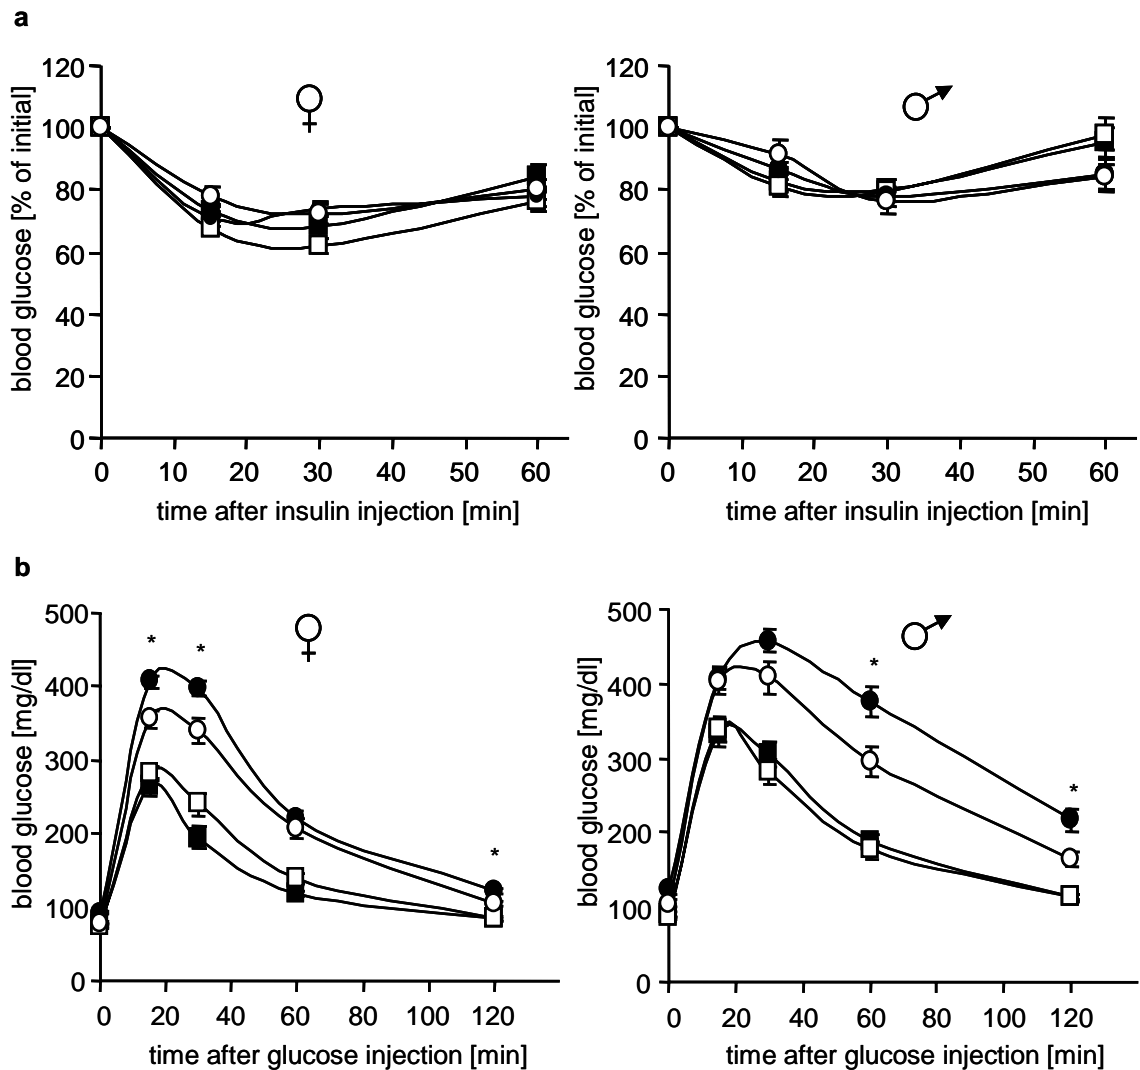 a
120
100
80
60
40
20
0
blood glucose [% of initial]
0 10 20 30 40 50 60
time after insulin injection [min]
120
100
80
60
40
20
0
blood glucose [% of initial]
0 10 20 30 40 50 60
time after insulin injection [min]
b
500
400
300
200
100
0
blood glucose [mg/dl]
* * *
0 20 40 60 80 100 120
time after glucose injection [min]
500
400
300
200
100
0
blood glucose [mg/dl]
* *
0 20 40 60 80 100 120
time after glucose injection [min]